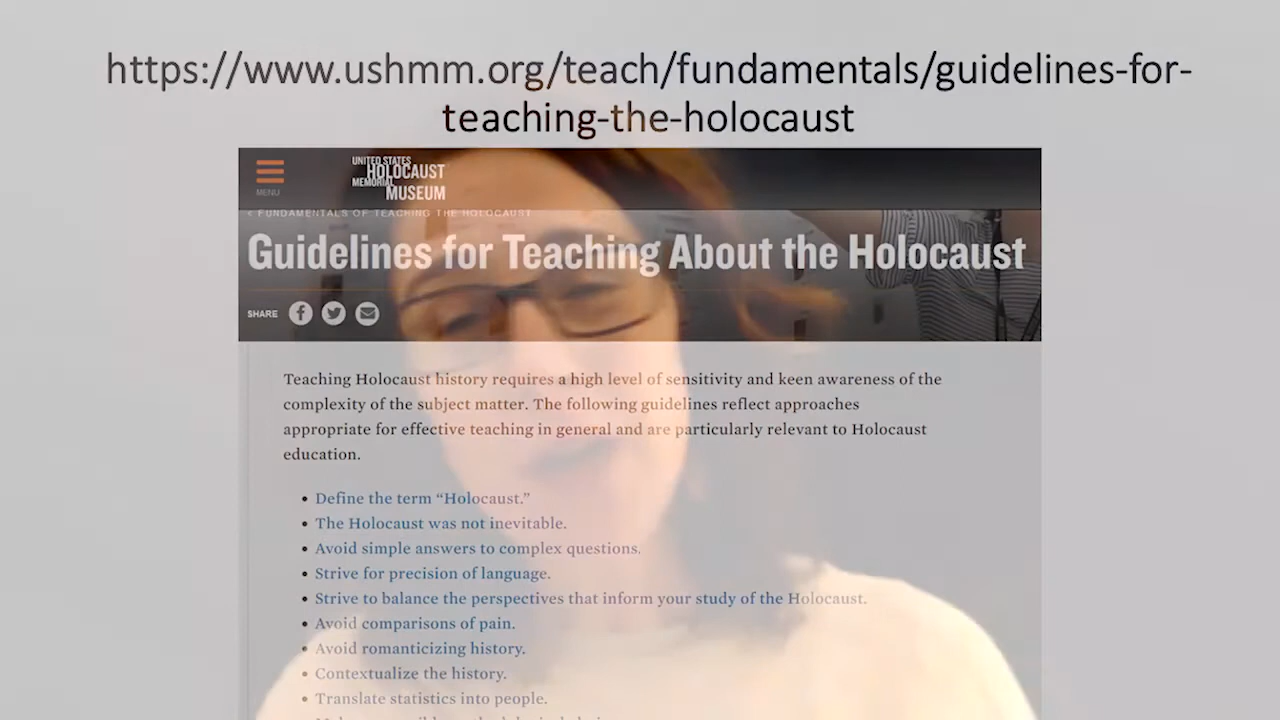 https://www.ushmm.org/teach/fundamentals/guidelines-for-
teaching-the-holocaust
MENU
UNITED STATES
HOLOCAUST
MEMORIAL
MUSEUM
< FUNDAMENTALS OF TEACHING THE HOLOCAUST
Guidelines for Teaching About the Holocaust
SHARE
Teaching Holocaust history requires a high level of sensitivity and keen awareness of the
complexity of the subject matter. The following guidelines reflect approaches
appropriate for effective teaching in general and are particularly relevant to Holocaust
education.
• Define the term “Holocaust.”
• The Holocaust was not inevitable.
• Avoid simple answers to complex questions.
• Strive for precision of language.
• Strive to balance the perspectives that inform your study of the Holocaust.
• Avoid comparisons of pain.
• Avoid romanticizing history.
• Contextualize the history.
• Translate statistics into people.